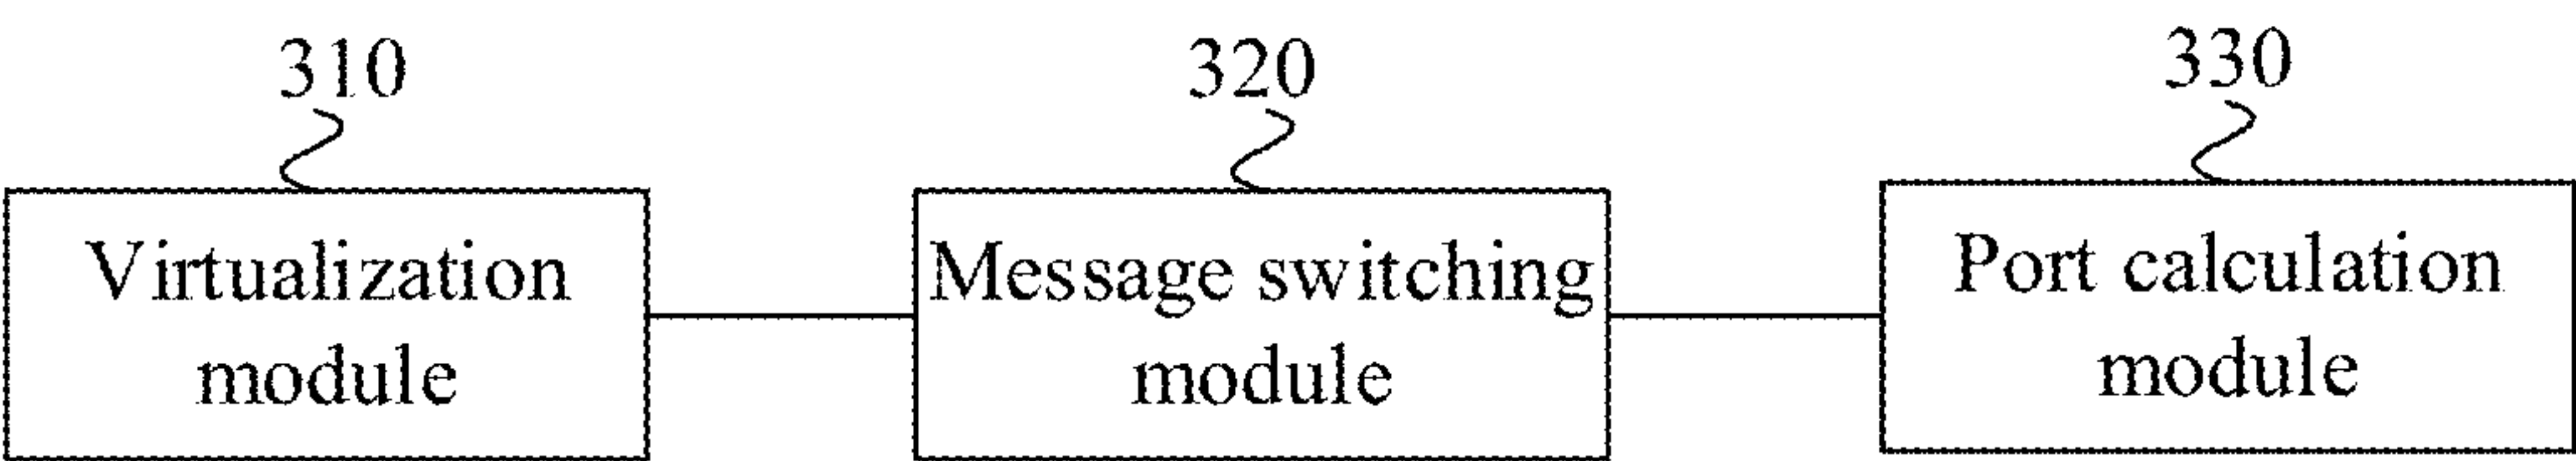 310
320
330
Virtualization
module
Message switching
module
Port calculation
module